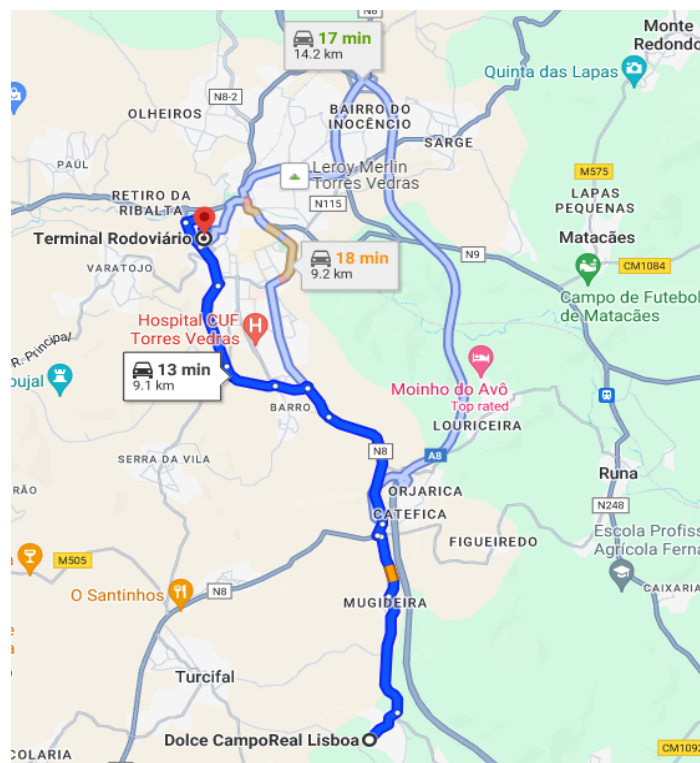 17 min
14.2 km
Monte
Redondo
N8
Quinta das Lapas
N8-2
OLHEIROS
BAIRRO DO
INOCÊNCIO
SARGE
PAÚL
Leroy Merlin
Torres Vedras
M575
RETIRO DA
RIBALTA
N115
LAPAS
PEQUENAS
Terminal Rodoviário
Matacães
N9
CM1084
VARATOJO
18 min
9.2 km
Campo de Futebol
de Matacães
Hospital CUF
Torres Vedras
R. Principal
13 min
9.1 km
Moinho do Avô
Top rated
BARRO
LOURICEIRA
N8
A8
SERRA DA VILA
Runa
ORJARICA
CATEFICA
N248
FIGUEIREDO
Escola Profiss
Agrícola Ferna
M505
N8
O Santinhos
MUGIDEIRA
CAIXARIA
Turcifal
Dolce CampoReal Lisboa
COLARIA
CM1092